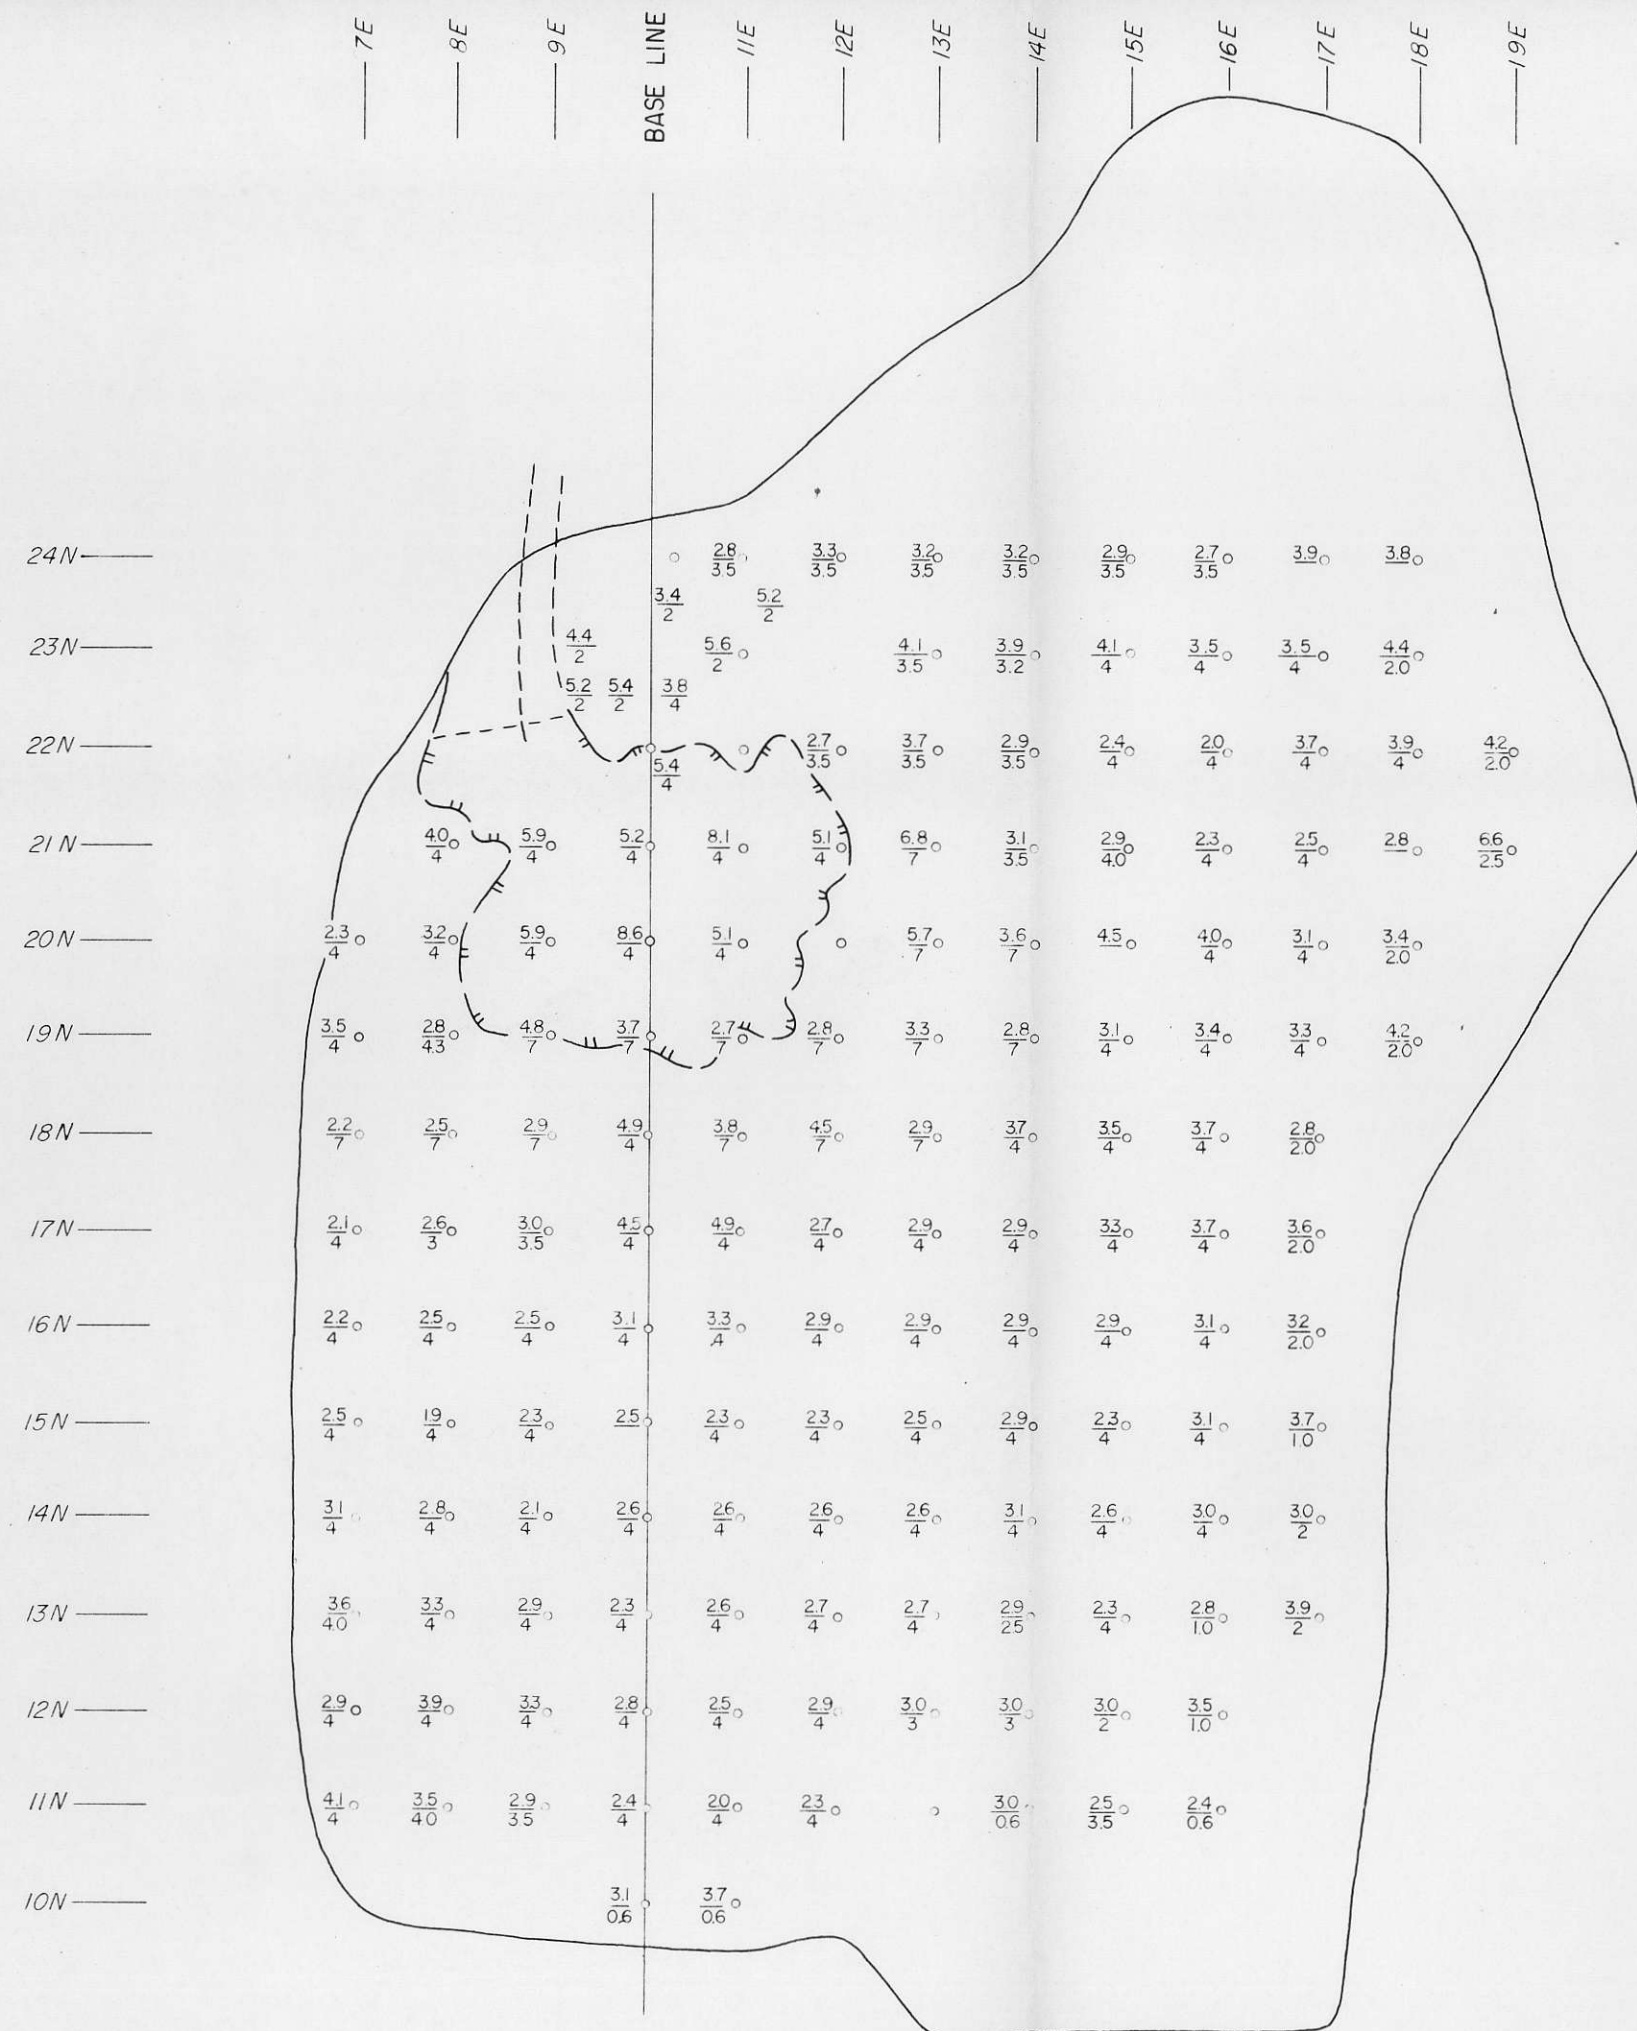 7E 8E 9E BASE LINE 11E 12E 13E 14E 15E 16E 17E 18E 19E
24N 2.8 3.3 3.2 3.2 2.9 2.7 3.9 3.8
3.5 3.5 3.5 3.5 3.5 3.5
3.4 5.2
2 2
4.4
2
23N 5.6 4.1 3.9 4.1 3.5 3.5 4.4
2 3.5 3.2 4 4 4 2.0
5.2 5.4 3.8
2 2 4
22N 2.7 3.7 2.9 2.4 2.0 3.7 3.9 4.2
3.5 3.5 3.5 4 4 4 4 2.0
5.4
4
21N 4.0 5.9 5.2 8.1 5.1 6.8 3.1 2.9 2.3 2.5 2.8 6.6
4 4 4 4 4 7 3.5 4.0 4 4 2.5
20N 2.3 3.2 5.9 8.6 5.1 5.7 3.6 4.5 4.0 3.1 3.4
4 4 4 4 4 7 7 4 4 2.0
19N 3.5 2.8 4.8 3.7 2.7 2.8 3.3 2.8 3.1 3.4 3.3 4.2
4 4.3 7 7 7 7 7 7 4 4 4 2.0
18N 2.2 2.5 2.9 4.9 3.8 4.5 2.9 3.7 3.5 3.7 2.8
7 7 7 4 7 7 7 4 4 4 2.0
17N 2.1 2.6 3.0 4.5 4.9 2.7 2.9 2.9 3.3 3.7 3.6
4 3 3.5 4 4 4 4 4 4 4 2.0
16N 2.2 2.5 2.5 3.1 3.3 2.9 2.9 2.9 2.9 3.1 3.2
4 4 4 4 4 4 4 4 4 4 2.0
15N 2.5 1.9 2.3 2.5 2.3 2.3 2.5 2.9 2.3 3.1 3.7
4 4 4 4 4 4 4 4 4 1.0
14N 3.1 2.8 2.1 2.6 2.6 2.6 2.6 3.1 2.6 3.0 3.0
4 4 4 4 4 4 4 4 4 4 2
13N 3.6 3.3 2.9 2.3 2.6 2.7 2.7 2.9 2.3 2.8 3.9
4.0 4 4 4 4 4 4 2.5 4 1.0 2
12N 2.9 3.9 3.3 2.8 2.5 2.9 3.0 3.0 3.0 3.5
4 4 4 4 4 4 3 3 2 1.0
11N 4.1 3.5 2.9 2.4 2.0 2.3 3.0 2.5 2.4
4 4.0 3.5 4 4 4 0.6 3.5 0.6
10N 3.1 3.7
0.6 0.6